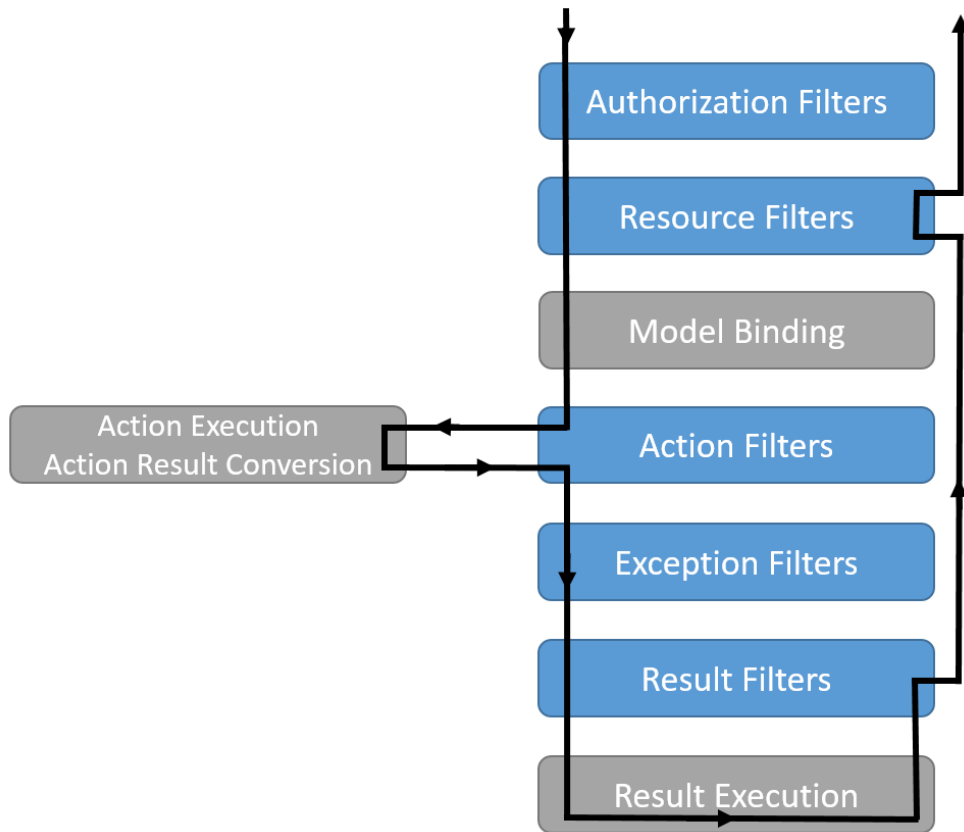 Authorization Filters
Resource Filters
Model Binding
Action Execution
Action Result Conversion
Action Filters
Exception Filters
Result Filters
Result Execution